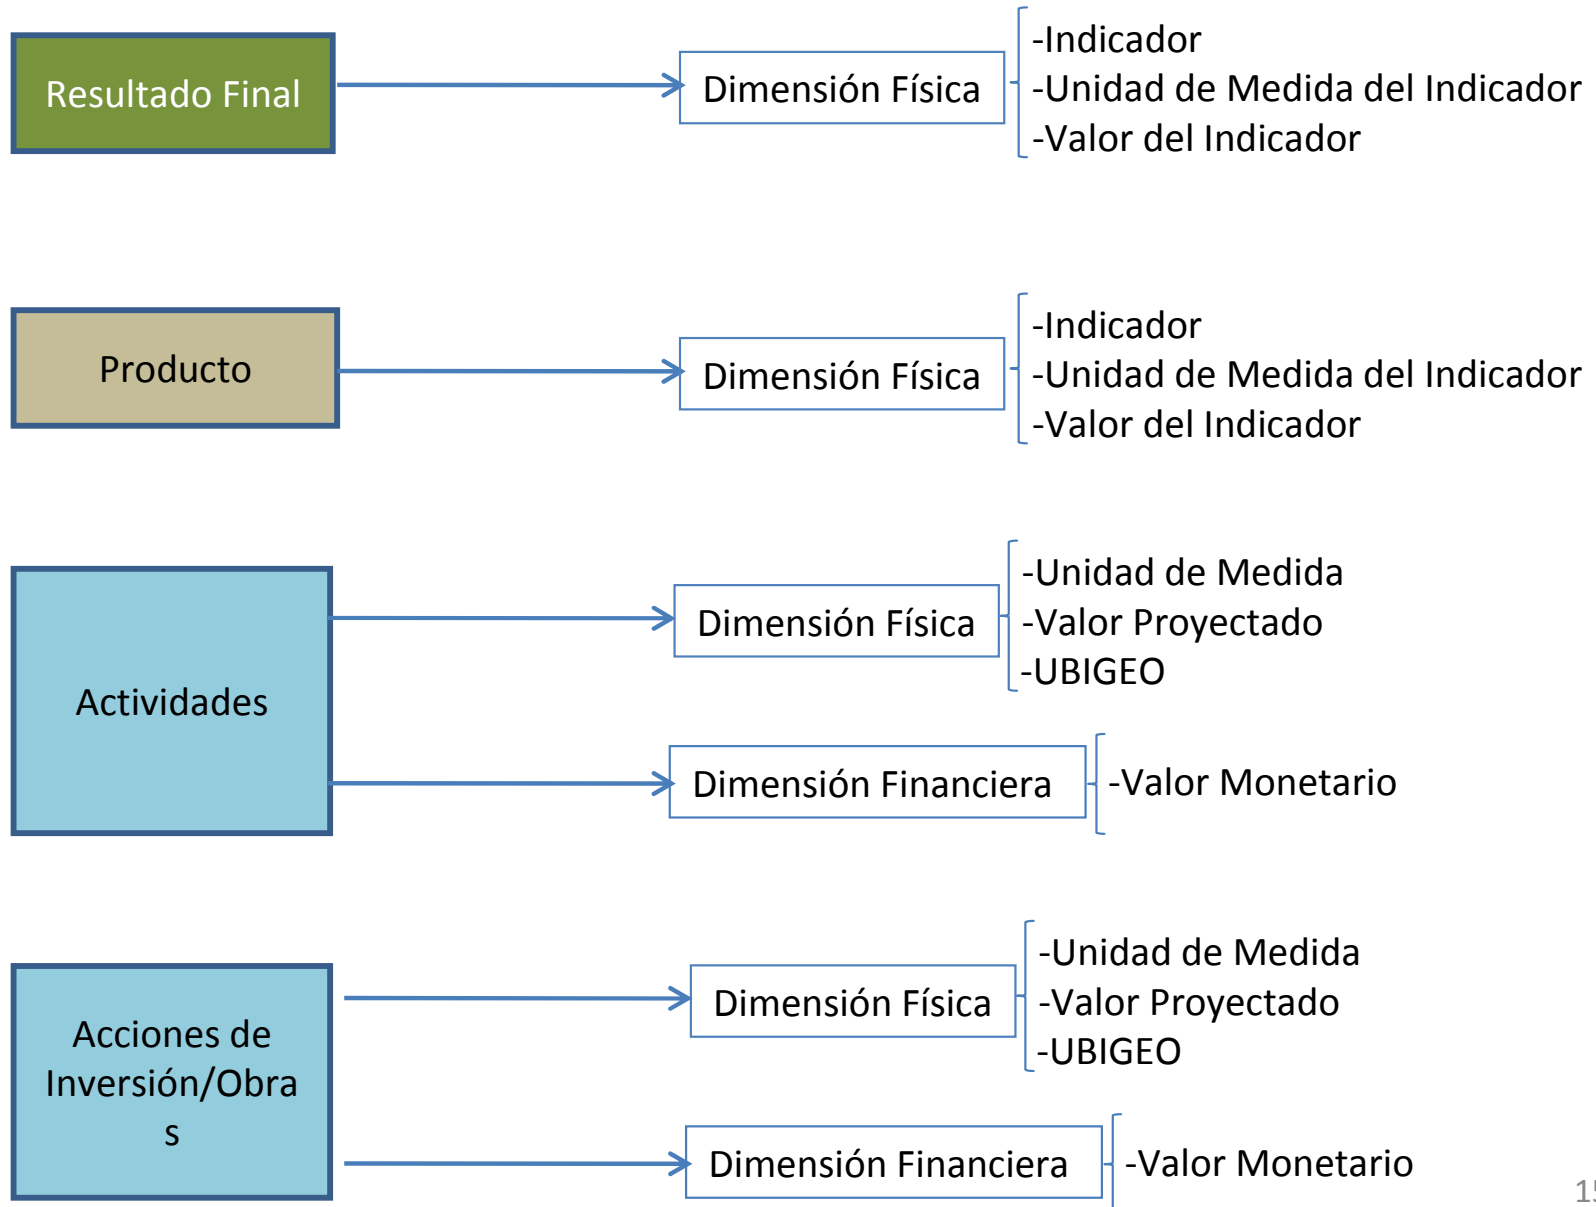 Resultado Final
Dimensión Física
-Indicador
-Unidad de Medida del Indicador
-Valor del Indicador
Producto
Dimensión Física
-Indicador
-Unidad de Medida del Indicador
-Valor del Indicador
Actividades
Dimensión Física
-Unidad de Medida
-Valor Proyectado
-UBIGEO
Dimensión Financiera
-Valor Monetario
Acciones de
Inversión/Obra
s
Dimensión Física
-Unidad de Medida
-Valor Proyectado
-UBIGEO
Dimensión Financiera
-Valor Monetario
15